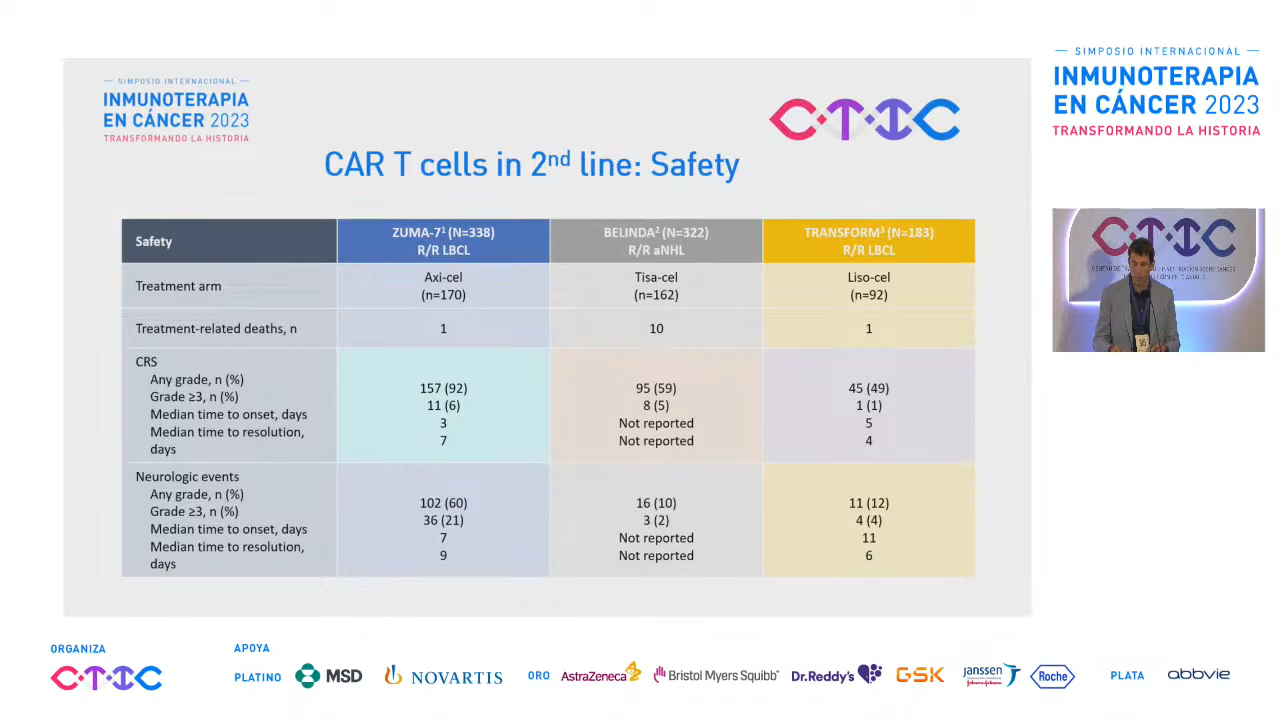 — SIMPOSIO INTERNACIONAL —
INMUNOTERAPIA
EN CÁNCER 2023
TRANSFORMANDO LA HISTORIA
CTIC
CAR T cells in 2nd line: Safety
Safety
ZUMA-7¹ (N=338)
R/R LBCL
BELINDA² (N=322)
R/R aNHL
TRANSFORM³ (N=183)
R/R LBCL
Treatment arm
Axi-cel
(n=170)
Tisa-cel
(n=162)
Liso-cel
(n=92)
Treatment-related deaths, n
1
10
1
CRS
Any grade, n (%)
157 (92)
95 (59)
45 (49)
Grade ≥3, n (%)
11 (6)
8 (5)
1 (1)
Median time to onset, days
3
Not reported
5
Median time to resolution,
days
7
Not reported
4
Neurologic events
Any grade, n (%)
102 (60)
16 (10)
11 (12)
Grade ≥3, n (%)
36 (21)
3 (2)
4 (4)
Median time to onset, days
7
Not reported
11
Median time to resolution,
days
9
Not reported
6
— SIMPOSIO INTERNACIONAL —
INMUNOTERAPIA
EN CÁNCER 2023
TRANSFORMANDO LA HISTORIA
CTIC
ORGANIZA
CTIC
APOYA
PLATINO
MSD
NOVARTIS
ORO
AstraZeneca
Bristol Myers Squibb
Dr.Reddy's
GSK
Janssen
Johnson & Johnson
Roche
PLATA
abbvie